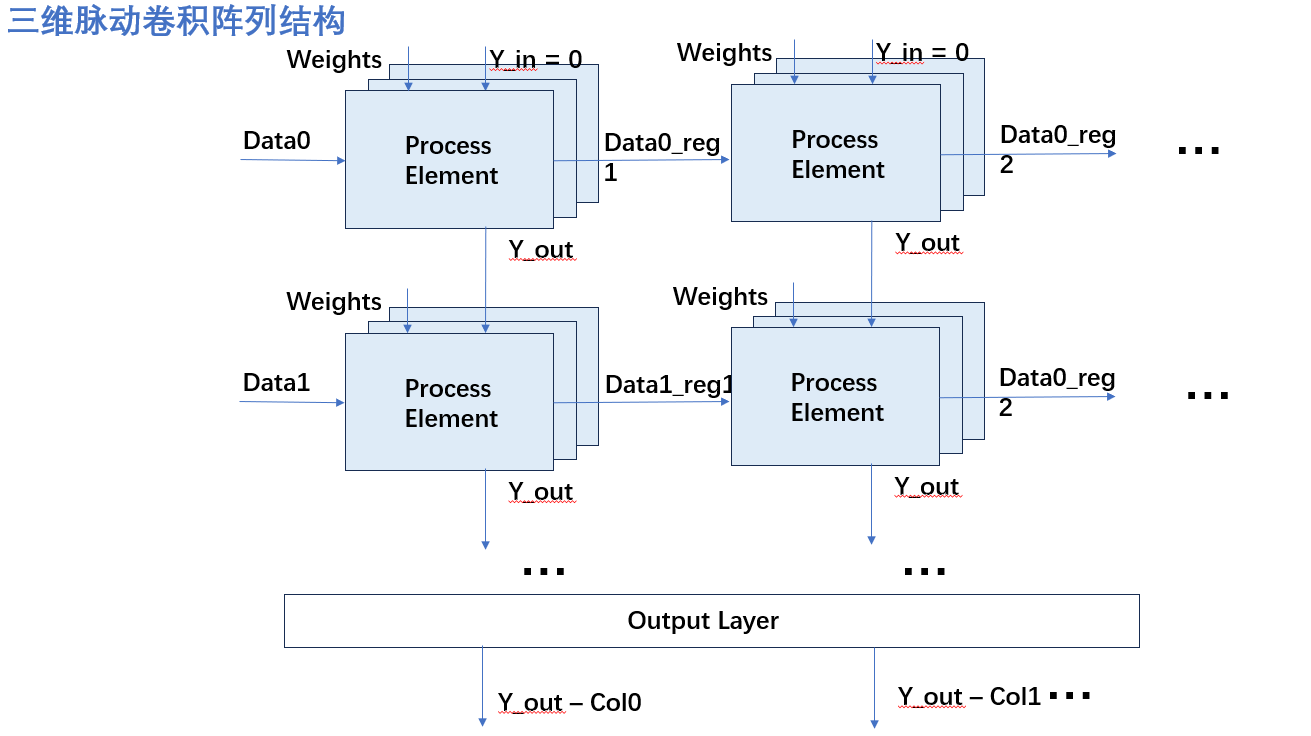 三维脉动卷积阵列结构
Weights
Y_in = 0
Weights
Y_in = 0
Data0
Process
Element
Data0_reg
1
Process
Element
Data0_reg
2
...
Y_out
Y_out
Weights
Weights
Data1
Process
Element
Data1_reg1
Process
Element
Data0_reg
2
...
Y_out
Y_out
...
...
Output Layer
Y_out – Col0
Y_out – Col1 ...